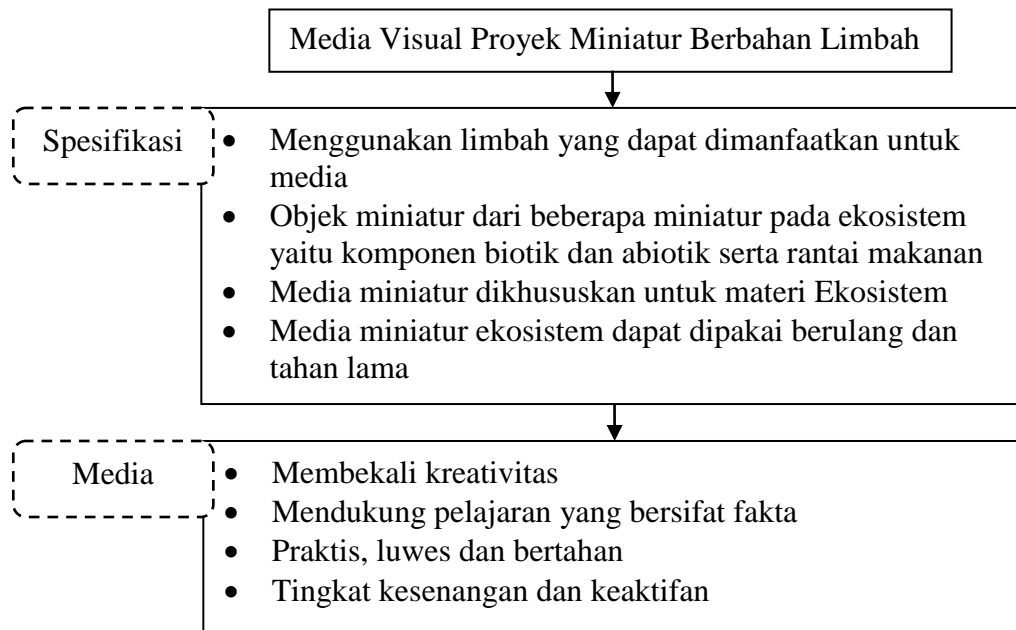 Media Visual Proyek Miniatur Berbahan Limbah
Spesifikasi
• Menggunakan limbah yang dapat dimanfaatkan untuk
media
• Objek miniatur dari beberapa miniatur pada ekosistem
yaitu komponen biotik dan abiotik serta rantai makanan
• Media miniatur dikhususkan untuk materi Ekosistem
• Media miniatur ekosistem dapat dipakai berulang dan
tahan lama
Media
• Membekali kreativitas
• Mendukung pelajaran yang bersifat fakta
• Praktis, luwes dan bertahan
• Tingkat kesenangan dan keaktifan